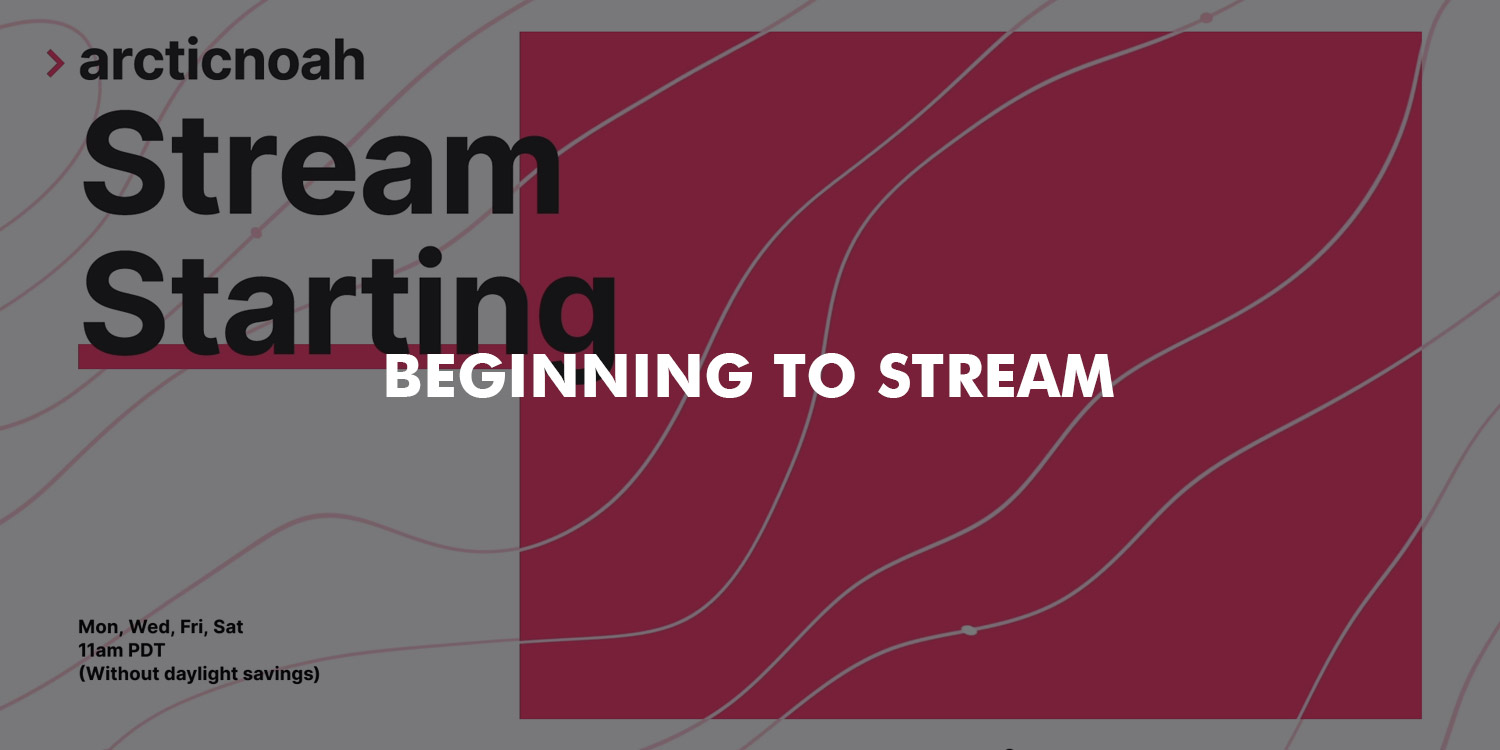 arcticnoah
Stream
Starting
BEGINNING TO STREAM
Mon, Wed, Fri, Sat
11am PDT
(Without daylight savings)